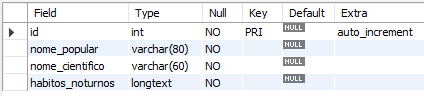 Field Type Null Key Default Extra
id int NO PRI NULL auto_increment
nome_popular varchar(80) NO NULL
nome_cientifico varchar(60) NO NULL
habitos_noturnos longtext NO NULL